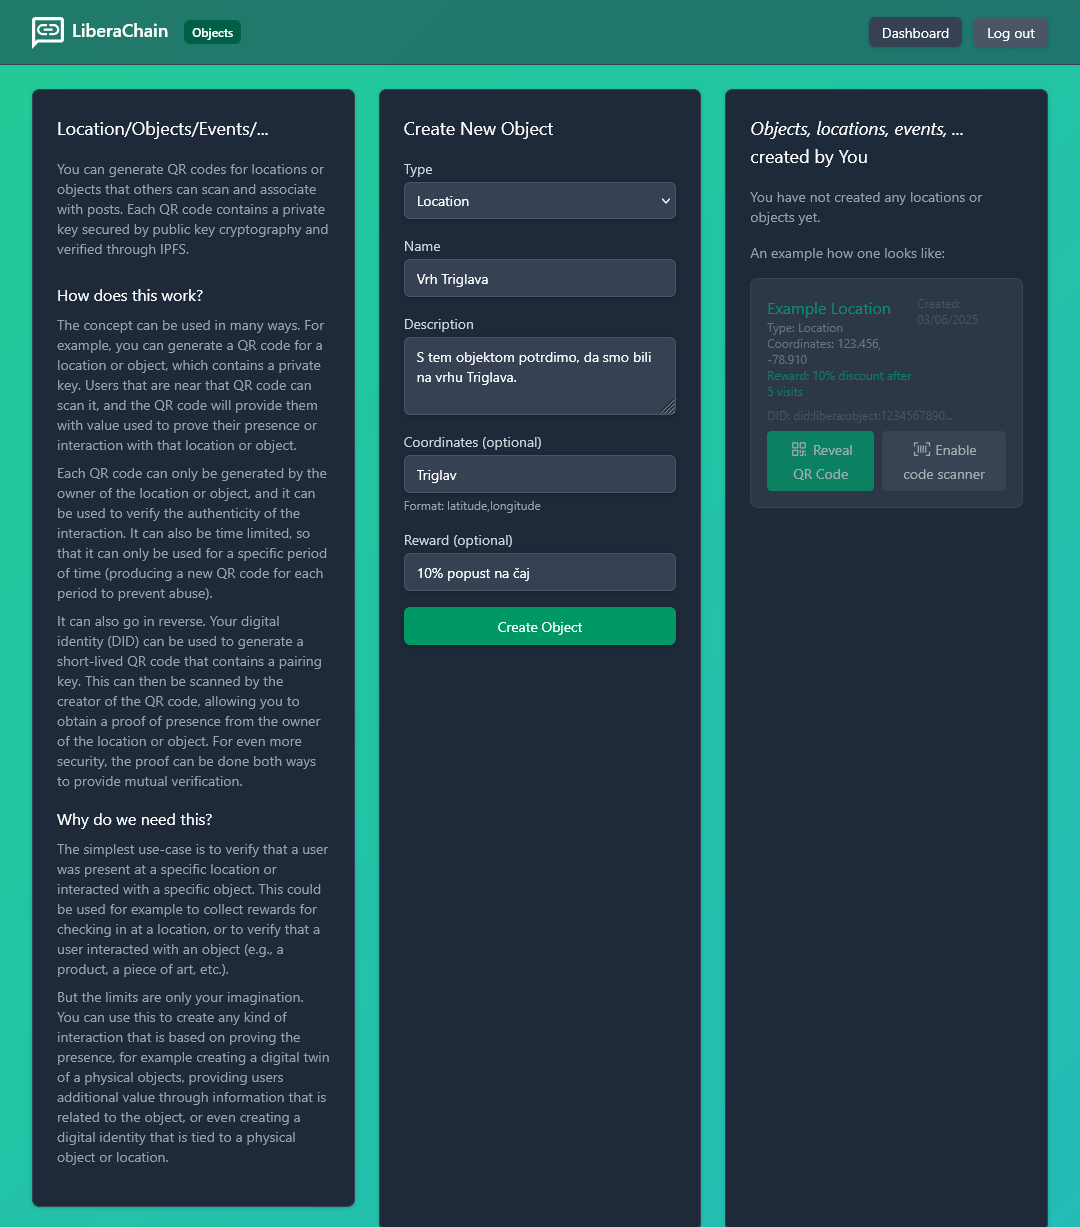 LiberaChain
Objects
Dashboard
Log out
Location/Objects/Events/...
You can generate QR codes for locations or
objects that others can scan and associate
with posts. Each QR code contains a private
key secured by public key cryptography and
verified through IPFS.
How does this work?
The concept can be used in many ways. For
example, you can generate a QR code for a
location or object, which contains a private
key. Users that are near that QR code can
scan it, and the QR code will provide them
with value used to prove their presence or
interaction with that location or object.
Each QR code can only be generated by the
owner of the location or object, and it can
be used to verify the authenticity of the
interaction. It can also be time limited, so
that it can only be used for a specific period
of time (producing a new QR code for each
period to prevent abuse).
It can also go in reverse. Your digital
identity (DID) can be used to generate a
short-lived QR code that contains a pairing
key. This can then be scanned by the
creator of the QR code, allowing you to
obtain a proof of presence from the owner
of the location or object. For even more
security, the proof can be done both ways
to provide mutual verification.
Why do we need this?
The simplest use-case is to verify that a user
was present at a specific location or
interacted with a specific object. This could
be used for example to collect rewards for
checking in at a location, or to verify that a
user interacted with an object (e.g., a
product, a piece of art, etc.).
But the limits are only your imagination.
You can use this to create any kind of
interaction that is based on proving the
presence, for example creating a digital twin
of a physical objects, providing users
additional value through information that is
related to the object, or even creating a
digital identity that is tied to a physical
object or location.
Create New Object
Type
Location
Name
Vrh Triglava
Description
S tem objektom potrdimo, da smo bili
na vrhu Triglava.
Coordinates (optional)
Triglav
Format: latitude,longitude
Reward (optional)
10% popust na čaj
Create Object
Objects, locations, events, ...
created by You
You have not created any locations or
objects yet.
An example how one looks like:
Example Location
Type: Location
Coordinates: 123.456,
-78.910
Reward: 10% discount after
5 visits
Created:
03/06/2025
DID: did:libera:object:1234567890...
Reveal
QR Code
Enable
code scanner